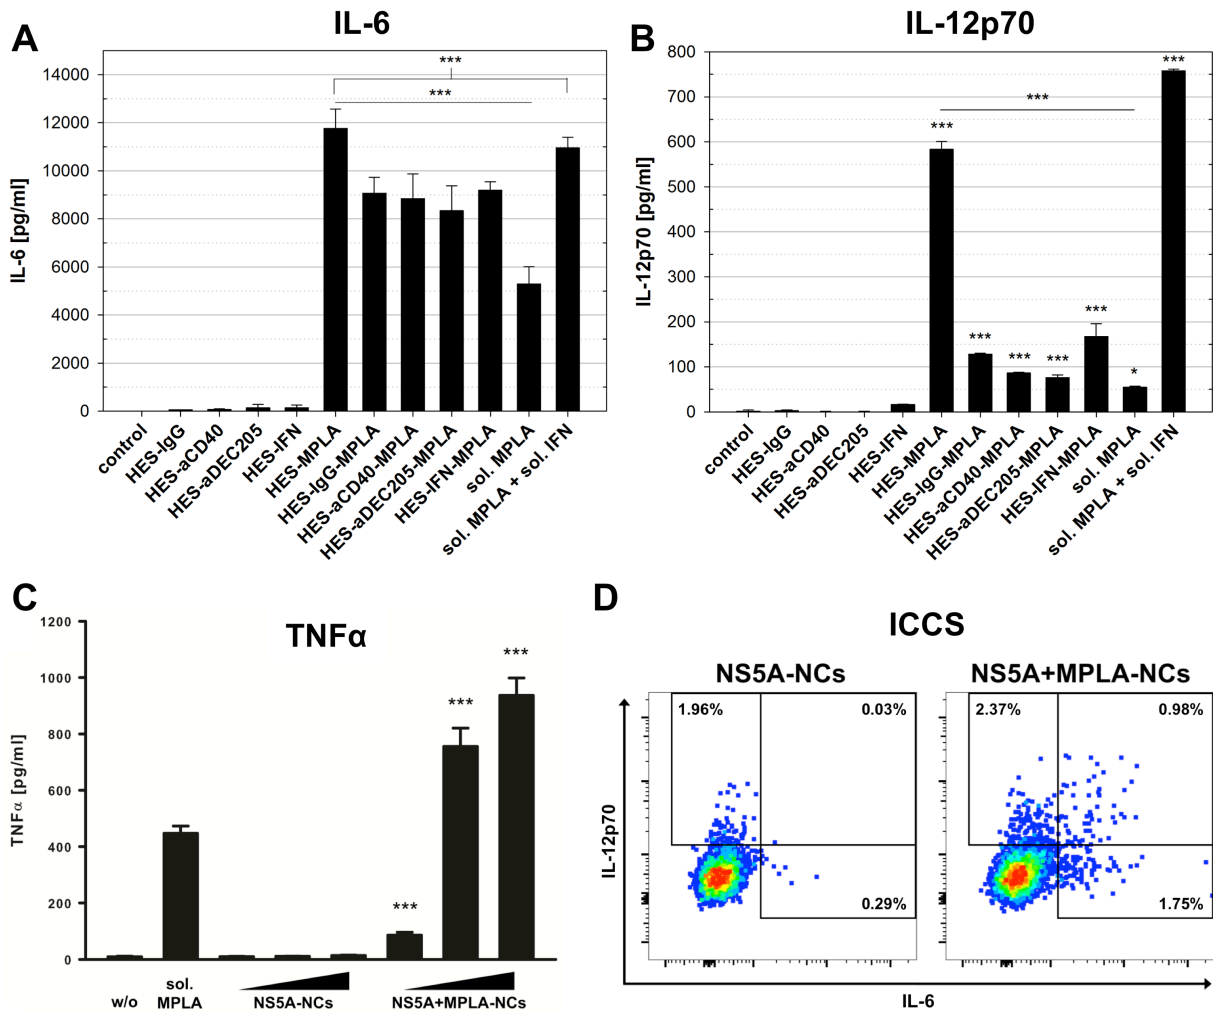 A
IL-6
IL-6 [pg/ml]
14000
12000
10000
8000
6000
4000
2000
0
***
***
control
HES-IgG
HES-aCD40
HES-aDEC205
HES-IFN
HES-MPLA
HES-IgG-MPLA
HES-aCD40-MPLA
HES-aDEC205-MPLA
HES-IFN-MPLA
sol. MPLA
sol. MPLA + sol. IFN
B
IL-12p70
IL-12p70 [pg/ml]
800
700
600
500
400
300
200
100
0
***
***
***
***
***
***
***
*
control
HES-IgG
HES-aCD40
HES-aDEC205
HES-IFN
HES-MPLA
HES-IgG-MPLA
HES-aCD40-MPLA
HES-aDEC205-MPLA
HES-IFN-MPLA
sol. MPLA
sol. MPLA + sol. IFN
C
TNFα
TNFα [pg/ml]
1200
1000
800
600
400
200
0
***
***
***
w/o
sol.
MPLA
NS5A-NCs
NS5A+MPLA-NCs
D
ICCS
NS5A-NCs
NS5A+MPLA-NCs
1.96%
0.03%
0.29%
2.37%
0.98%
1.75%
IL-12p70
IL-6